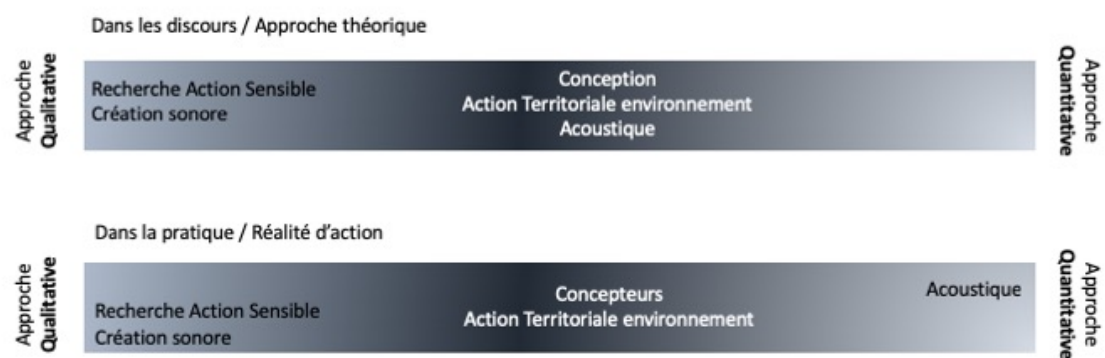 Dans les discours / Approche théorique
Approche
Qualitative
Recherche Action Sensible
Création sonore
Conception
Action Territoriale environnement
Acoustique
Approche
Quantitative
Dans la pratique / Réalité d’action
Approche
Qualitative
Recherche Action Sensible
Création sonore
Concepteurs
Action Territoriale environnement
Acoustique
Approche
Quantitative